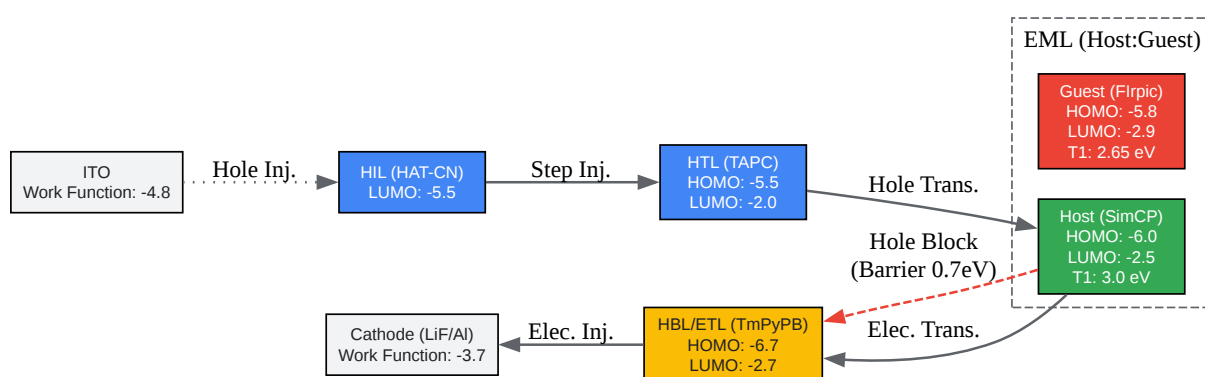 EML (Host:Guest)
Guest (FIrpic)
HOMO: -5.8
LUMO: -2.9
T1: 2.65 eV
ITO
Work Function: -4.8
Hole Inj.
HIL (HAT-CN)
LUMO: -5.5
Step Inj.
HTL (TAPC)
HOMO: -5.5
LUMO: -2.0
Hole Trans.
Host (SimCP)
HOMO: -6.0
LUMO: -2.5
T1: 3.0 eV
Hole Block
(Barrier 0.7eV)
Cathode (LiF/Al)
Work Function: -3.7
Elec. Inj.
HBL/ETL (TmPyPB)
HOMO: -6.7
LUMO: -2.7
Elec. Trans.